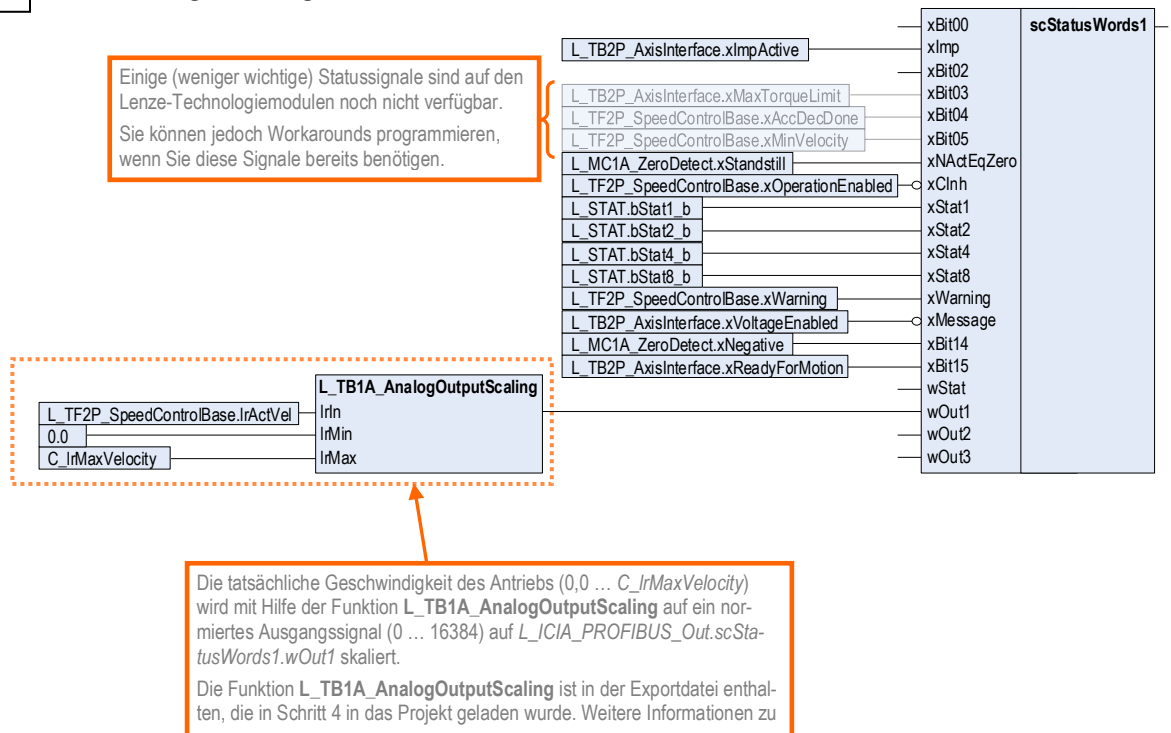 xBit00 scStatusWords1
L_TB2P_AxisInterface.xImpActive xImp
xBit02
Einige (weniger wichtige) Statussignale sind auf den
Lenze-Technologiemodulen noch nicht verfügbar.
Sie können jedoch Workarounds programmieren,
wenn Sie diese Signale bereits benötigen.
L_TB2P_AxisInterface.xMaxTorqueLimit xBit03
L_TF2P_SpeedControlBase.xAccDecDone xBit04
L_TF2P_SpeedControlBase.xMinVelocity xBit05
L_MC1A_ZeroDetect.xStandstill xNActEqZero
L_TF2P_SpeedControlBase.xOperationEnabled xCInh
L_STAT.bStat1_b xStat1
L_STAT.bStat2_b xStat2
L_STAT.bStat4_b xStat4
L_STAT.bStat8_b xStat8
L_TF2P_SpeedControlBase.xWarning xWarning
L_TB2P_AxisInterface.xVoltageEnabled xMessage
L_MC1A_ZeroDetect.xNegative xBit14
L_TB2P_AxisInterface.xReadyForMotion xBit15
wStat
L_TB1A_AnalogOutputScaling
L_TF2P_SpeedControlBase.lrActVel lrIn wOut1
0.0 lrMin wOut2
C_lrMaxVelocity lrMax wOut3
Die tatsächliche Geschwindigkeit des Antriebs (0,0 … C_lrMaxVelocity)
wird mit Hilfe der Funktion L_TB1A_AnalogOutputScaling auf ein nor-
miertes Ausgangssignal (0 … 16384) auf L_ICIA_PROFIBUS_Out.scSta-
tusWords1.wOut1 skaliert.
Die Funktion L_TB1A_AnalogOutputScaling ist in der Exportdatei enthal-
ten, die in Schritt 4 in das Projekt geladen wurde. Weitere Informationen zu